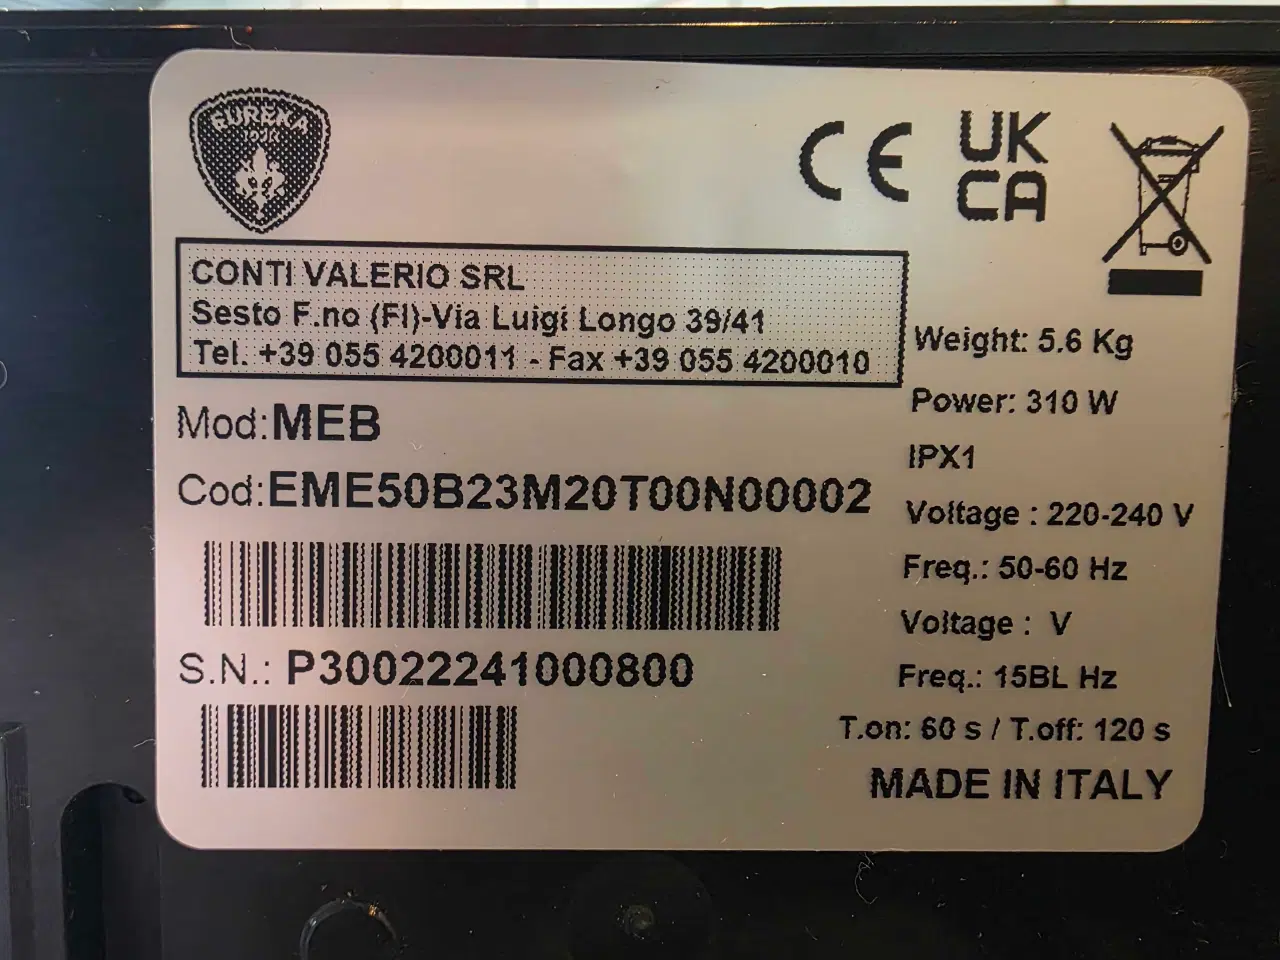 EUREKA
CE
UK
CA
CONTI VALERIO SRL
Sesto F.no (FI)-Via Luigi Longo 39/41
Tel. +39 055 4200011 - Fax +39 055 4200010
Weight: 5.6 Kg
Power: 310 W
IPX1
Mod:MEB
Cod:EME50B23M20T00N00002
Voltage : 220-240 V
Freq.: 50-60 Hz
Voltage : V
S.N.: P30022241000800
Freq.: 15BL Hz
T.on: 60 s / T.off: 120 s
MADE IN ITALY